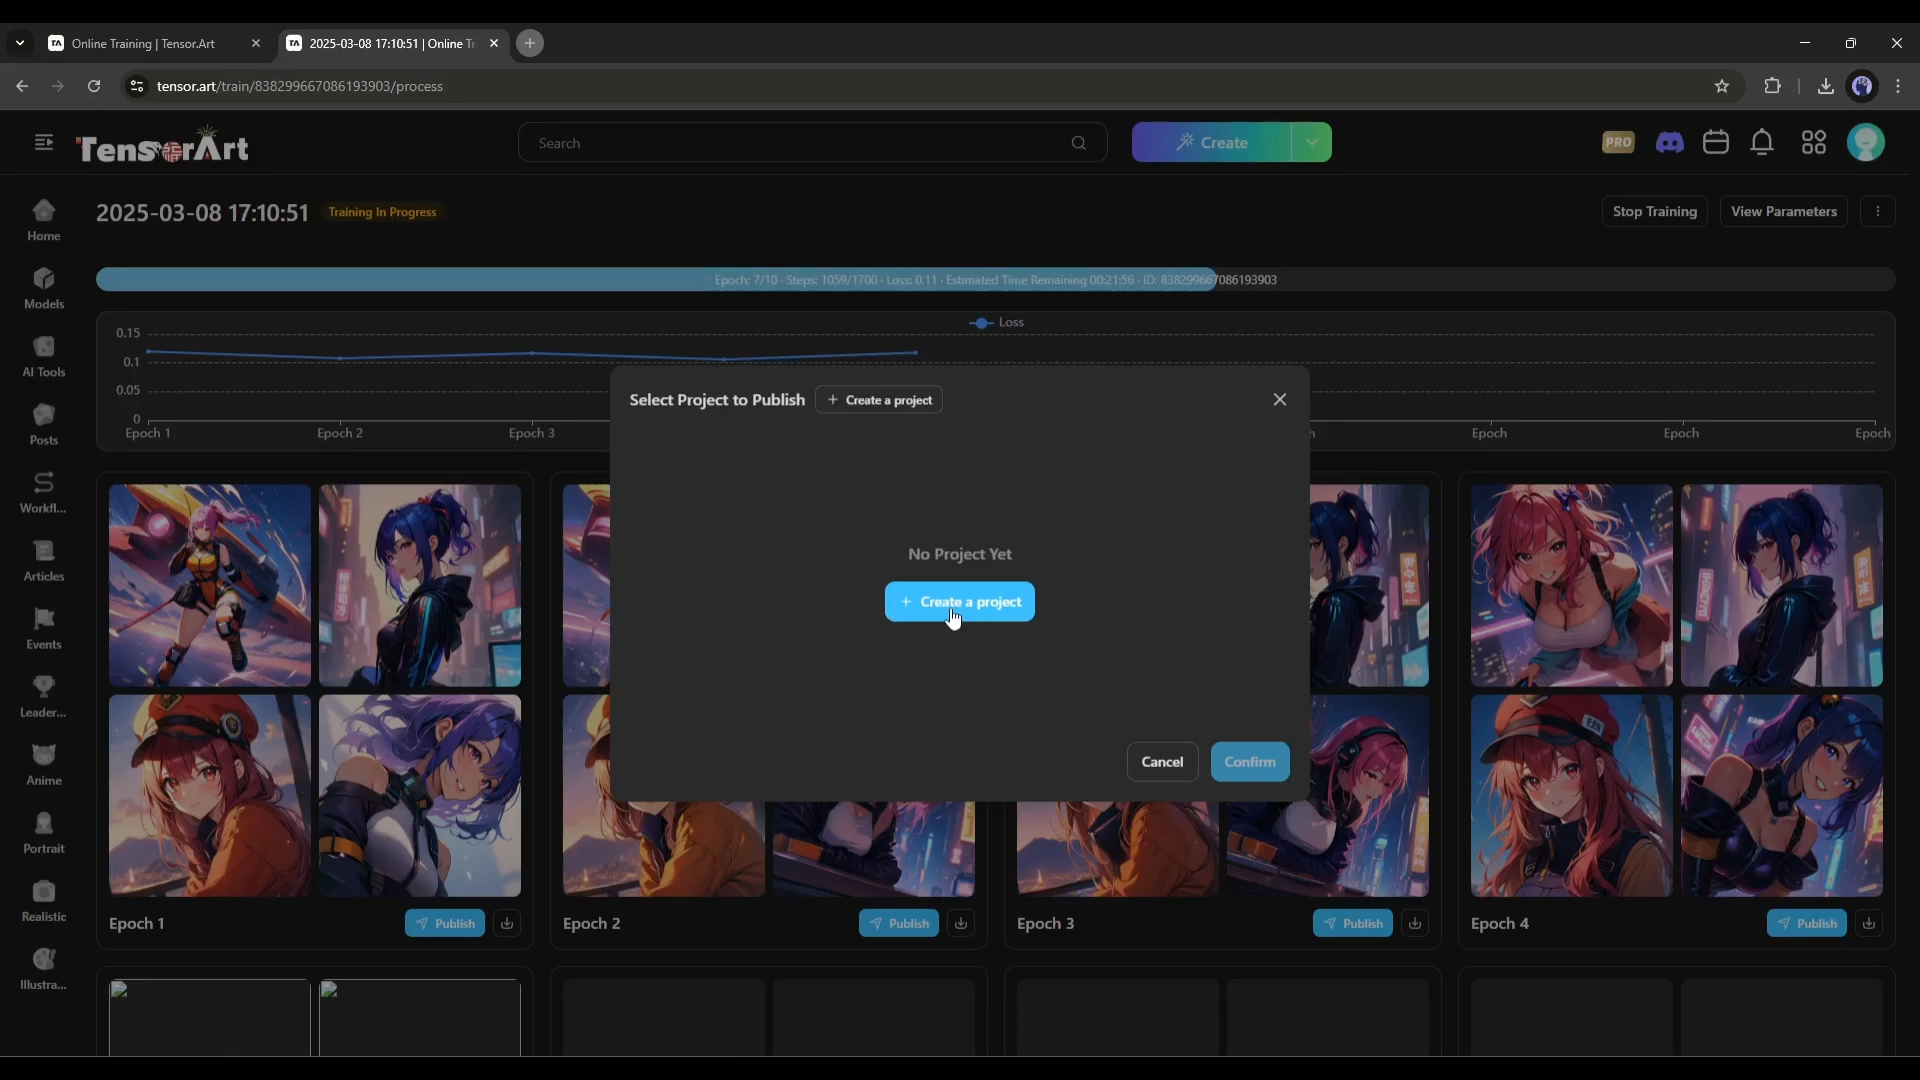 Online Training | Tensor.Art
2025-03-08 17:10:51 | Online Tr
tensor.art/train/838299667086193903/process
TensorArt
Search
Create
PRO
2025-03-08 17:10:51
Training In Progress
Stop Training
View Parameters
Epoch: 7/10 - Steps: 1059/1700 - Loss: 0.11 - Estimated Time Remaining 00:21:56 - ID: 838299667086193903
Loss
0.15
0.1
0.05
0
Epoch 1
Epoch 2
Epoch 3
Epoch
Epoch
Epoch
Home
Models
AI Tools
Posts
Workfl...
Articles
Events
Leader...
Anime
Portrait
Realistic
Illustra...
Select Project to Publish
+ Create a project
No Project Yet
+ Create a project
Cancel
Confirm
Epoch 1
Publish
Epoch 2
Publish
Epoch 3
Publish
Epoch 4
Publish